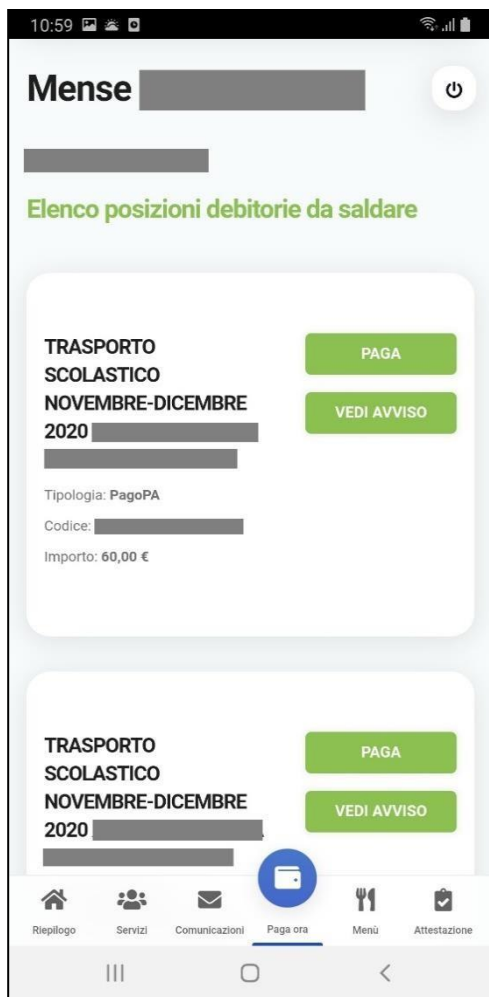 10:59
Mense
Elenco posizioni debitorie da saldare
TRASPORTO
SCOLASTICO
NOVEMBRE-DICEMBRE
2020
PAGA
VEDI AVVISO
Tipologia: PagoPA
Codice:
Importo: 60,00 €
TRASPORTO
SCOLASTICO
NOVEMBRE-DICEMBRE
2020
PAGA
VEDI AVVISO
Riepilogo
Servizi
Comunicazioni
Paga ora
Menù
Attestazione